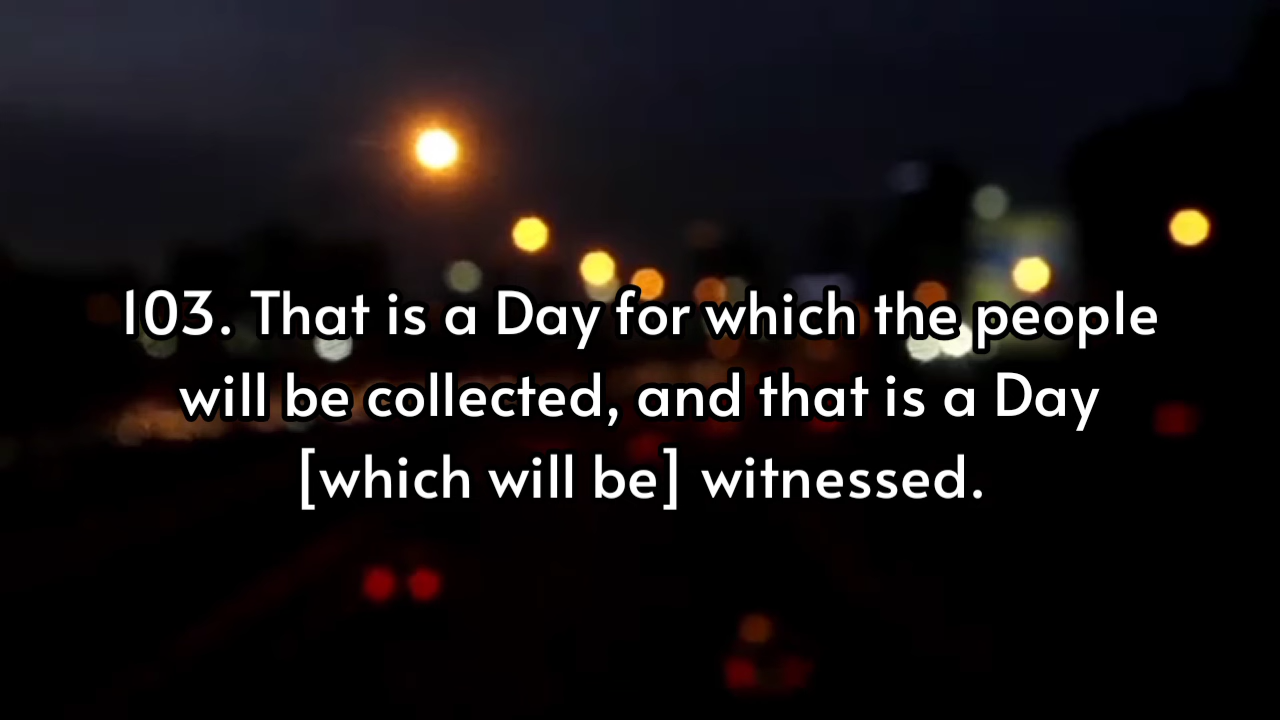 103. That is a Day for which the people
will be collected, and that is a Day
[which will be] witnessed.